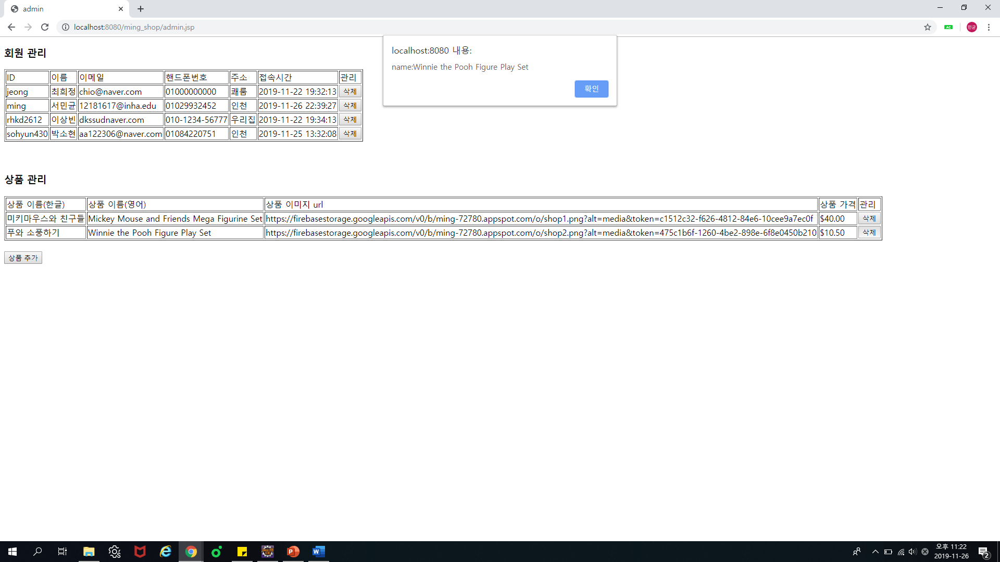 admin
localhost:8080/ming_shop/admin.jsp
AC
민균
localhost:8080 내용:
name:Winnie the Pooh Figure Play Set
확인
회원 관리
ID 이름 이메일 핸드폰번호 주소 접속시간 관리
jeong 최희정 chio@naver.com 01000000000 쾌룸 2019-11-22 19:32:13 삭제
ming 서민균 12181617@inha.edu 01029932452 인천 2019-11-26 22:39:27 삭제
rhkd2612 이상빈 dkssudnaver.com 010-1234-56777 우리집 2019-11-22 19:34:13 삭제
sohyun430 박소현 aa122306@naver.com 01084220751 인천 2019-11-25 13:32:08 삭제
상품 관리
상품 이름(한글) 상품 이름(영어) 상품 이미지 url 상품 가격 관리
미키마우스와 친구들 Mickey Mouse and Friends Mega Figurine Set https://firebasestorage.googleapis.com/v0/b/ming-72780.appspot.com/o/shop1.png?alt=media&token=c1512c32-f626-4812-84e6-10cee9a7ec0f $40.00 삭제
푸와 소풍하기 Winnie the Pooh Figure Play Set https://firebasestorage.googleapis.com/v0/b/ming-72780.appspot.com/o/shop2.png?alt=media&token=475c1b6f-1260-4be2-898e-6f8e0450b210 $10.50 삭제
상품 추가
오후 11:22
2019-11-26
2